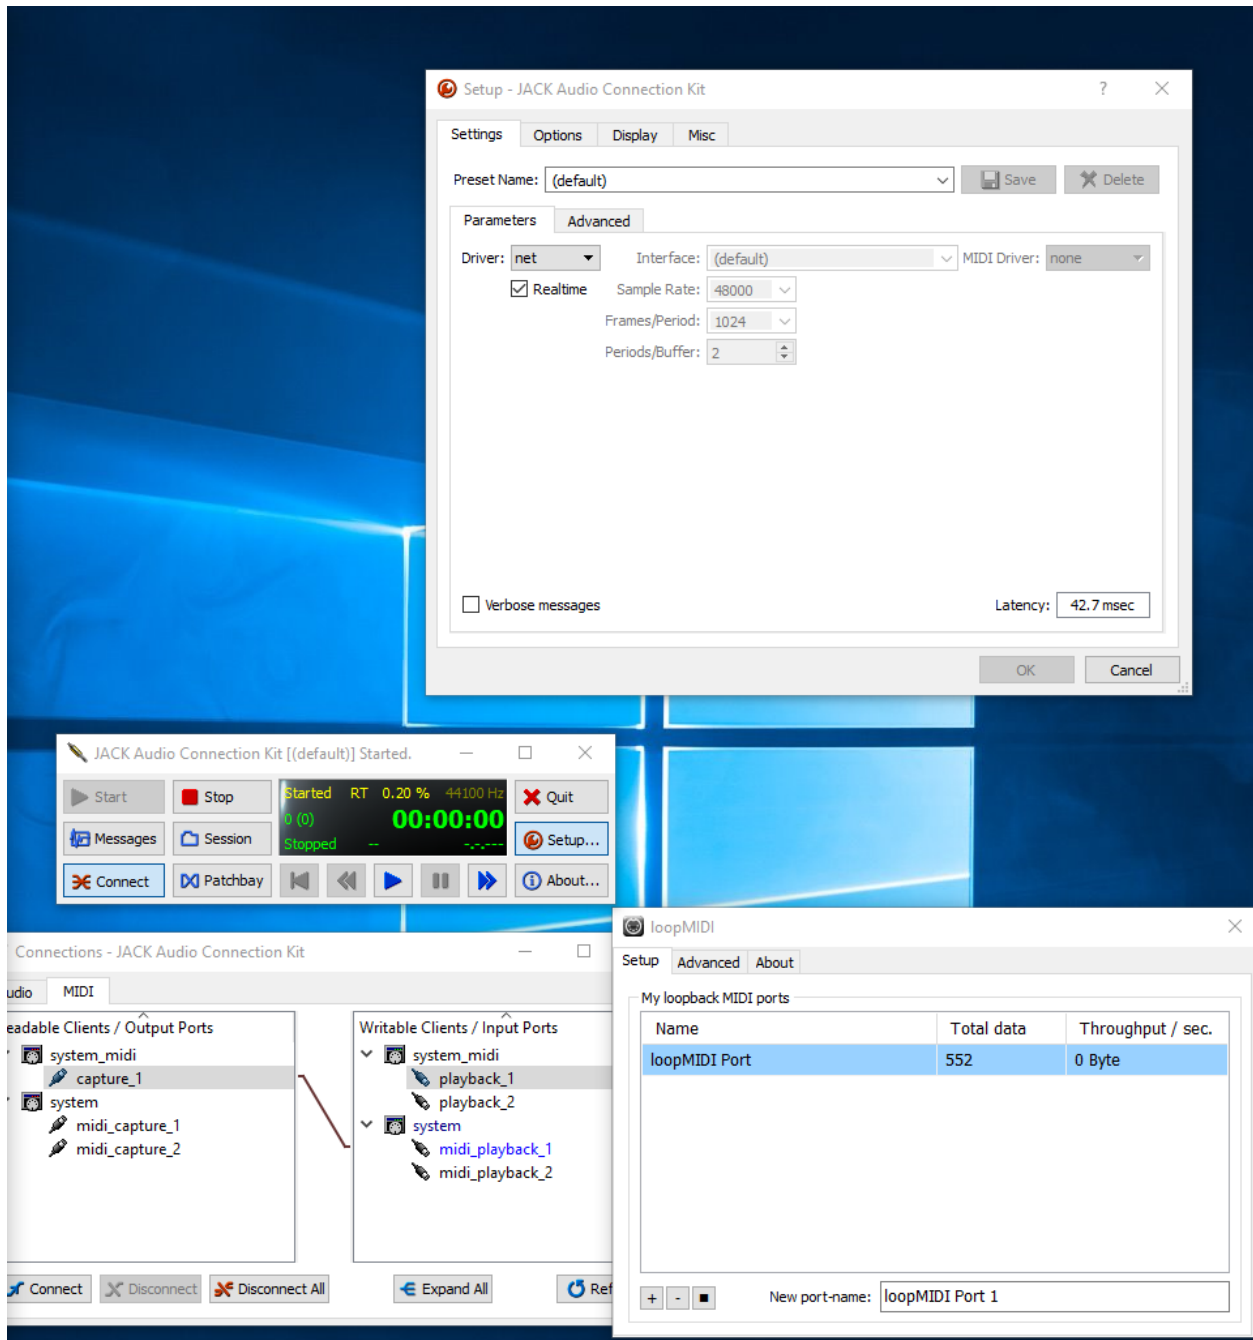 Setup - JACK Audio Connection Kit
?
Settings Options Display Misc
Preset Name: (default) Save Delete
Parameters Advanced
Driver: net Interface: (default) MIDI Driver: none
Realtime Sample Rate: 48000
Frames/Period: 1024
Periods/Buffer: 2
Verbose messages Latency: 42.7 msec
OK Cancel
JACK Audio Connection Kit [(default)] Started.
Start Stop Started RT 0.20 % 44100 Hz Quit
0 (0) 00:00:00
Messages Session Stopped -- -.-.--- Setup...
Connect Patchbay About...
Connections - JACK Audio Connection Kit
udio MIDI
eadable Clients / Output Ports
system_midi
capture_1
system
midi_capture_1
midi_capture_2
Writable Clients / Input Ports
system_midi
playback_1
playback_2
system
midi_playback_1
midi_playback_2
Connect Disconnect Disconnect All Expand All Ref
loopMIDI
Setup Advanced About
My loopback MIDI ports
Name Total data Throughput / sec.
loopMIDI Port 552 0 Byte
+ - New port-name: loopMIDI Port 1